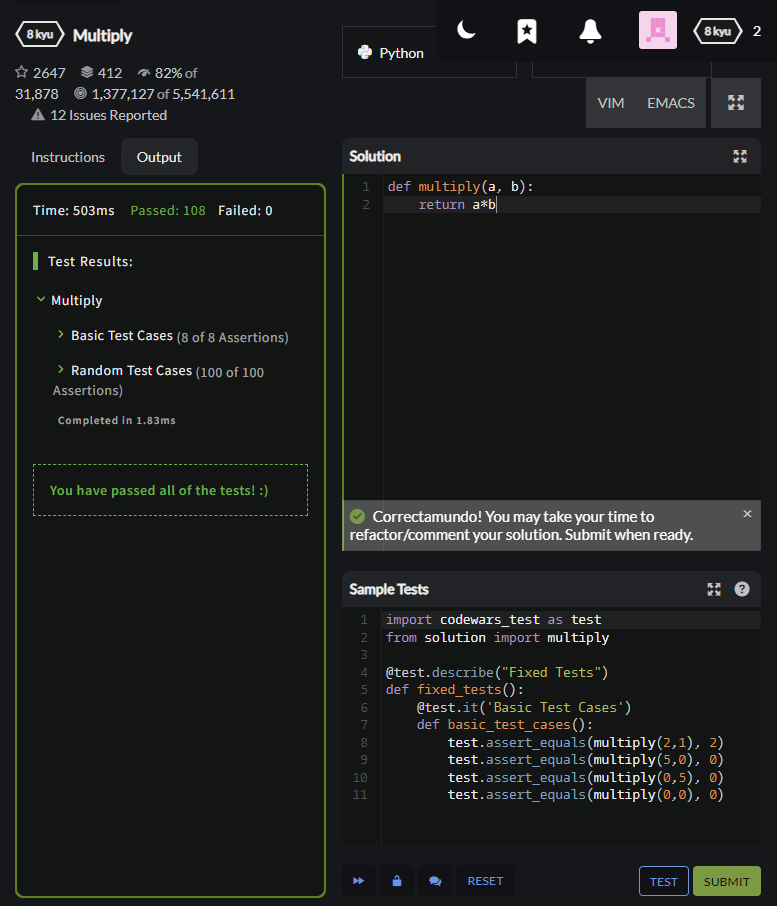 8 kyu Multiply
2647 412 82% of
31,878 1,377,127 of 5,541,611
12 Issues Reported
Instructions Output
Time: 503ms Passed: 108 Failed: 0
Test Results:
Multiply
Basic Test Cases (8 of 8 Assertions)
Random Test Cases (100 of 100
Assertions)
Completed in 1.83ms
You have passed all of the tests! :)
8 kyu 2
Python
VIM EMACS
Solution
1 def multiply(a, b):
2     return a*b
Correctamundo! You may take your time to ×
refactor/comment your solution. Submit when ready.
Sample Tests ?
1 import codewars_test as test
2 from solution import multiply
3
4 @test.describe("Fixed Tests")
5 def fixed_tests():
6     @test.it('Basic Test Cases')
7     def basic_test_cases():
8         test.assert_equals(multiply(2,1), 2)
9         test.assert_equals(multiply(5,0), 0)
10         test.assert_equals(multiply(0,5), 0)
11         test.assert_equals(multiply(0,0), 0)
RESET TEST SUBMIT